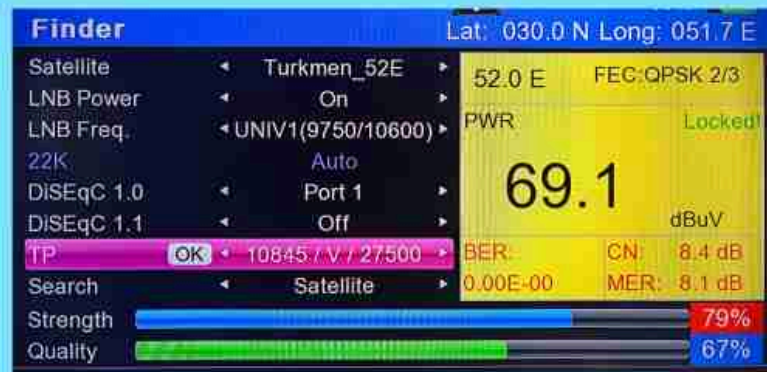 Finder
Lat: 030.0 N Long: 051.7 E
Satellite Turkmen_52E
LNB Power On
LNB Freq. UNIV1(9750/10600)
22K Auto
DiSEqC 1.0 Port 1
DiSEqC 1.1 Off
TP OK 10845 / V / 27500
Search Satellite
52.0 E FEC:QPSK 2/3
PWR Locked!
69.1
dBuV
BER: CN: 8.4 dB
0.00E-00 MER: 8.1 dB
Strength 79%
Quality 67%